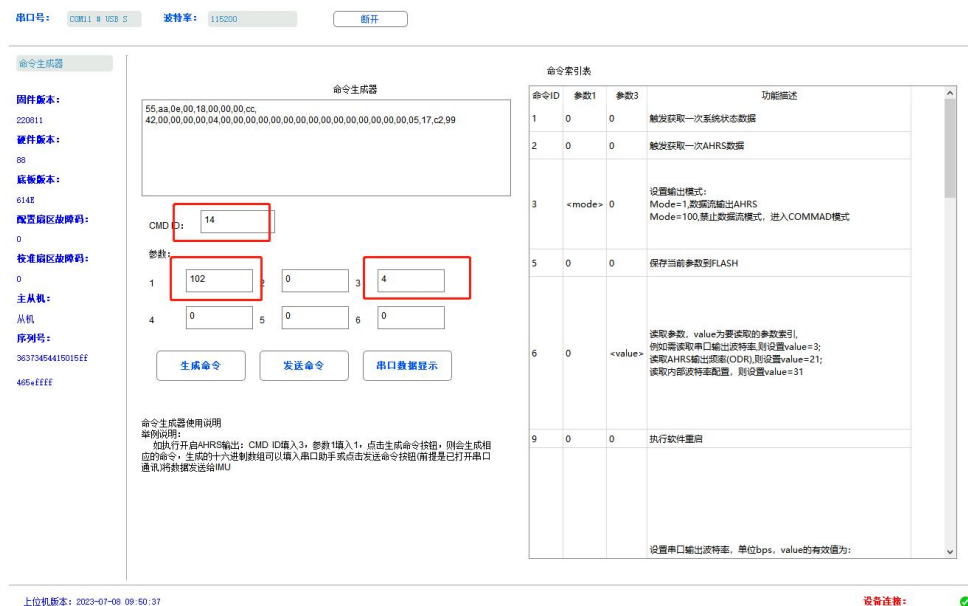 串口号： COM11 # USB S 波特率： 115200 断开
命令生成器
固件版本：
220811
硬件版本：
88
底板版本：
614E
配置扇区故障码：
0
校准扇区故障码：
0
主从机：
从机
序列号：
36373454415015ff
465effff
命令生成器
55,aa,0e,00,18,00,00,00,cc,
42,00,00,00,00,04,00,00,00,00,00,00,00,00,00,00,00,00,00,00,00,05,17,c2,99
CMD ID： 14
参数：
1 102 2 0 3 4
4 0 5 0 6 0
生成命令 发送命令 串口数据显示
命令生成器使用说明
举例说明：
如执行开启AHRS输出：CMD ID填入3，参数1填入1，点击生成命令按钮，则会生成相
应的命令，生成的十六进制数组可以填入串口助手或点击发送命令按钮(前提是已打开串口
通讯)将数据发送给IMU
命令索引表
命令ID 参数1 参数3 功能描述
1 0 0 触发获取一次系统状态数据
2 0 0 触发获取一次AHRS数据
3 <mode> 0 设置输出模式：
Mode=1,数据流输出AHRS
Mode=100,禁止数据流模式，进入COMMAD模式
5 0 0 保存当前参数到FLASH
6 0 <value> 读取参数，value为要读取的参数索引,
例如需读取串口输出波特率,则设置value=3;
读取AHRS输出频率(ODR),则设置value=21;
读取内部波特率配置，则设置value=31
9 0 0 执行软件重启
设置串口输出波特率，单位bps，value的有效值为：
上位机版本：2023-07-08 09:50:37 设备连接：